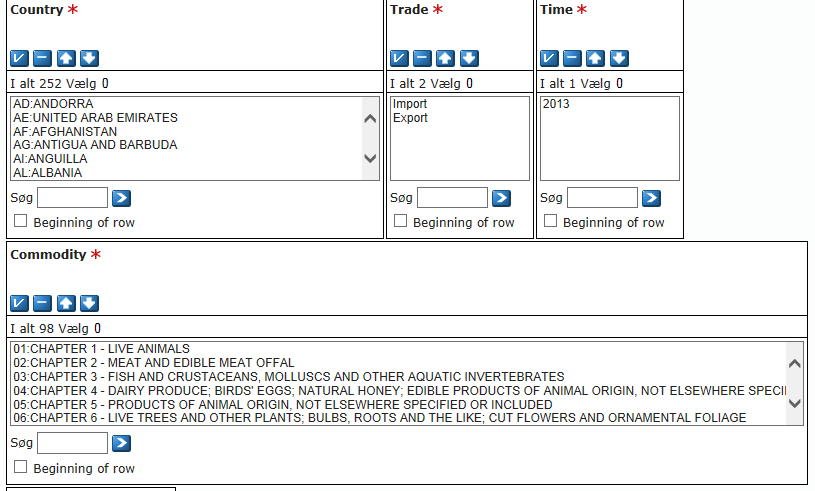 Country *
Trade *
Time *
I alt 252 Vælg 0
I alt 2 Vælg 0
I alt 1 Vælg 0
AD:ANDORRA
AE:UNITED ARAB EMIRATES
AF:AFGHANISTAN
AG:ANTIGUA AND BARBUDA
AI:ANGUILLA
AL:ALBANIA
Import
Export
2013
Søg
Søg
Søg
Beginning of row
Beginning of row
Beginning of row
Commodity *
I alt 98 Vælg 0
01:CHAPTER 1 - LIVE ANIMALS
02:CHAPTER 2 - MEAT AND EDIBLE MEAT OFFAL
03:CHAPTER 3 - FISH AND CRUSTACEANS, MOLLUSCS AND OTHER AQUATIC INVERTEBRATES
04:CHAPTER 4 - DAIRY PRODUCE; BIRDS' EGGS; NATURAL HONEY; EDIBLE PRODUCTS OF ANIMAL ORIGIN, NOT ELSEWHERE SPECI
05:CHAPTER 5 - PRODUCTS OF ANIMAL ORIGIN, NOT ELSEWHERE SPECIFIED OR INCLUDED
06:CHAPTER 6 - LIVE TREES AND OTHER PLANTS; BULBS, ROOTS AND THE LIKE; CUT FLOWERS AND ORNAMENTAL FOLIAGE
Søg
Beginning of row